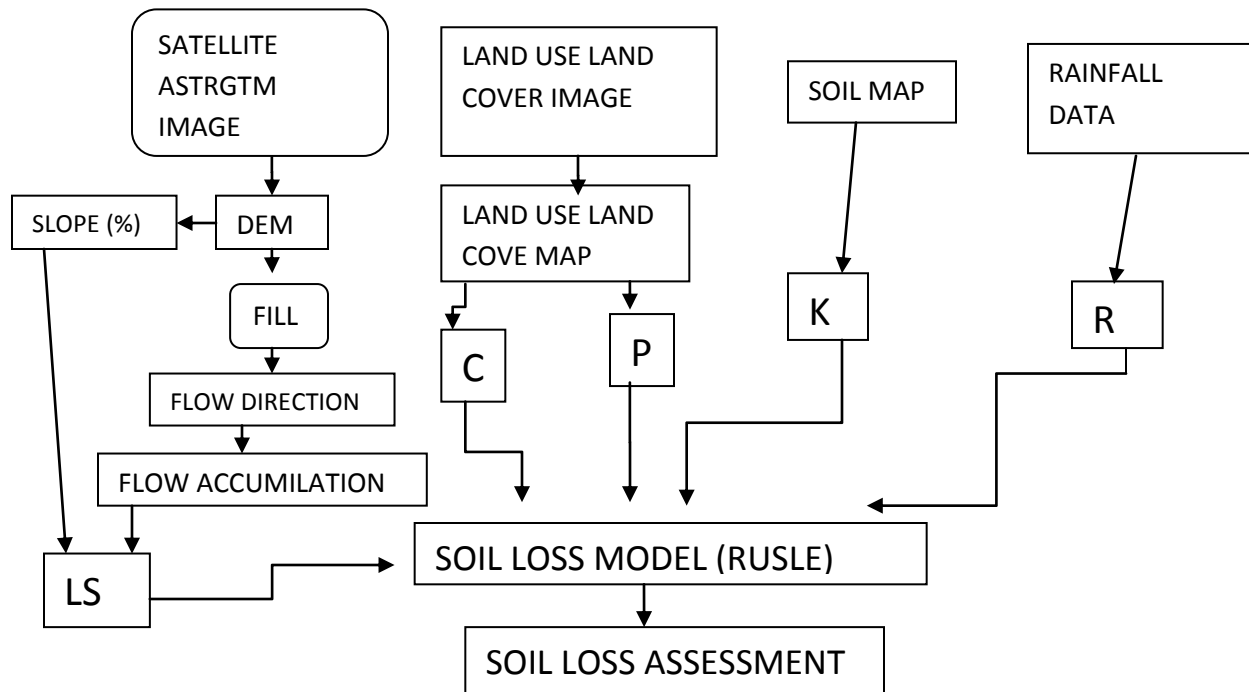 SATELLITE
ASTRGTM
IMAGE
LAND USE LAND
COVER IMAGE
SOIL MAP
RAINFALL
DATA
SLOPE (%)
DEM
LAND USE LAND
COVE MAP
FILL
C
P
K
R
FLOW DIRECTION
FLOW ACCUMILATION
LS
SOIL LOSS MODEL (RUSLE)
SOIL LOSS ASSESSMENT